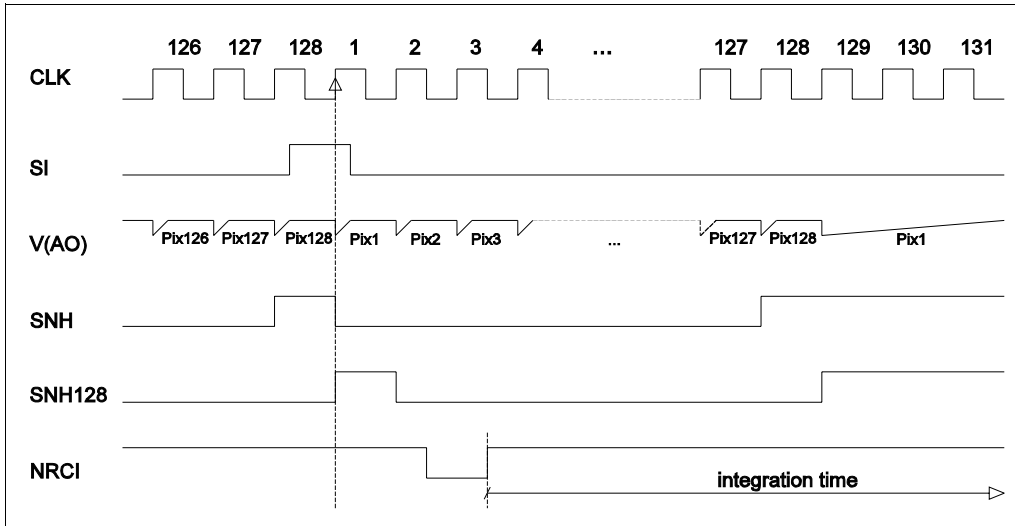 126 127 128 1 2 3 4 ... 127 128 129 130 131
CLK
SI
V(AO) Pix126 Pix127 Pix128 Pix1 Pix2 Pix3 ... Pix127 Pix128 Pix1
SNH
SNH128
NRCI
integration time